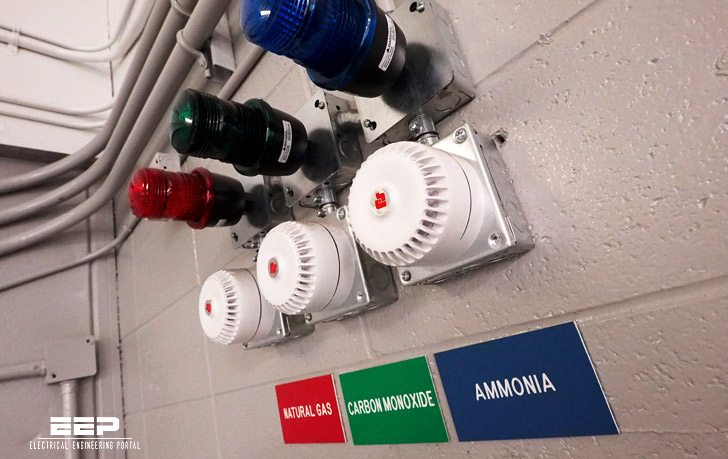 NATURAL GAS
CARBON MONOXIDE
AMMONIA
EEP
ELECTRICAL ENGINEERING PORTAL